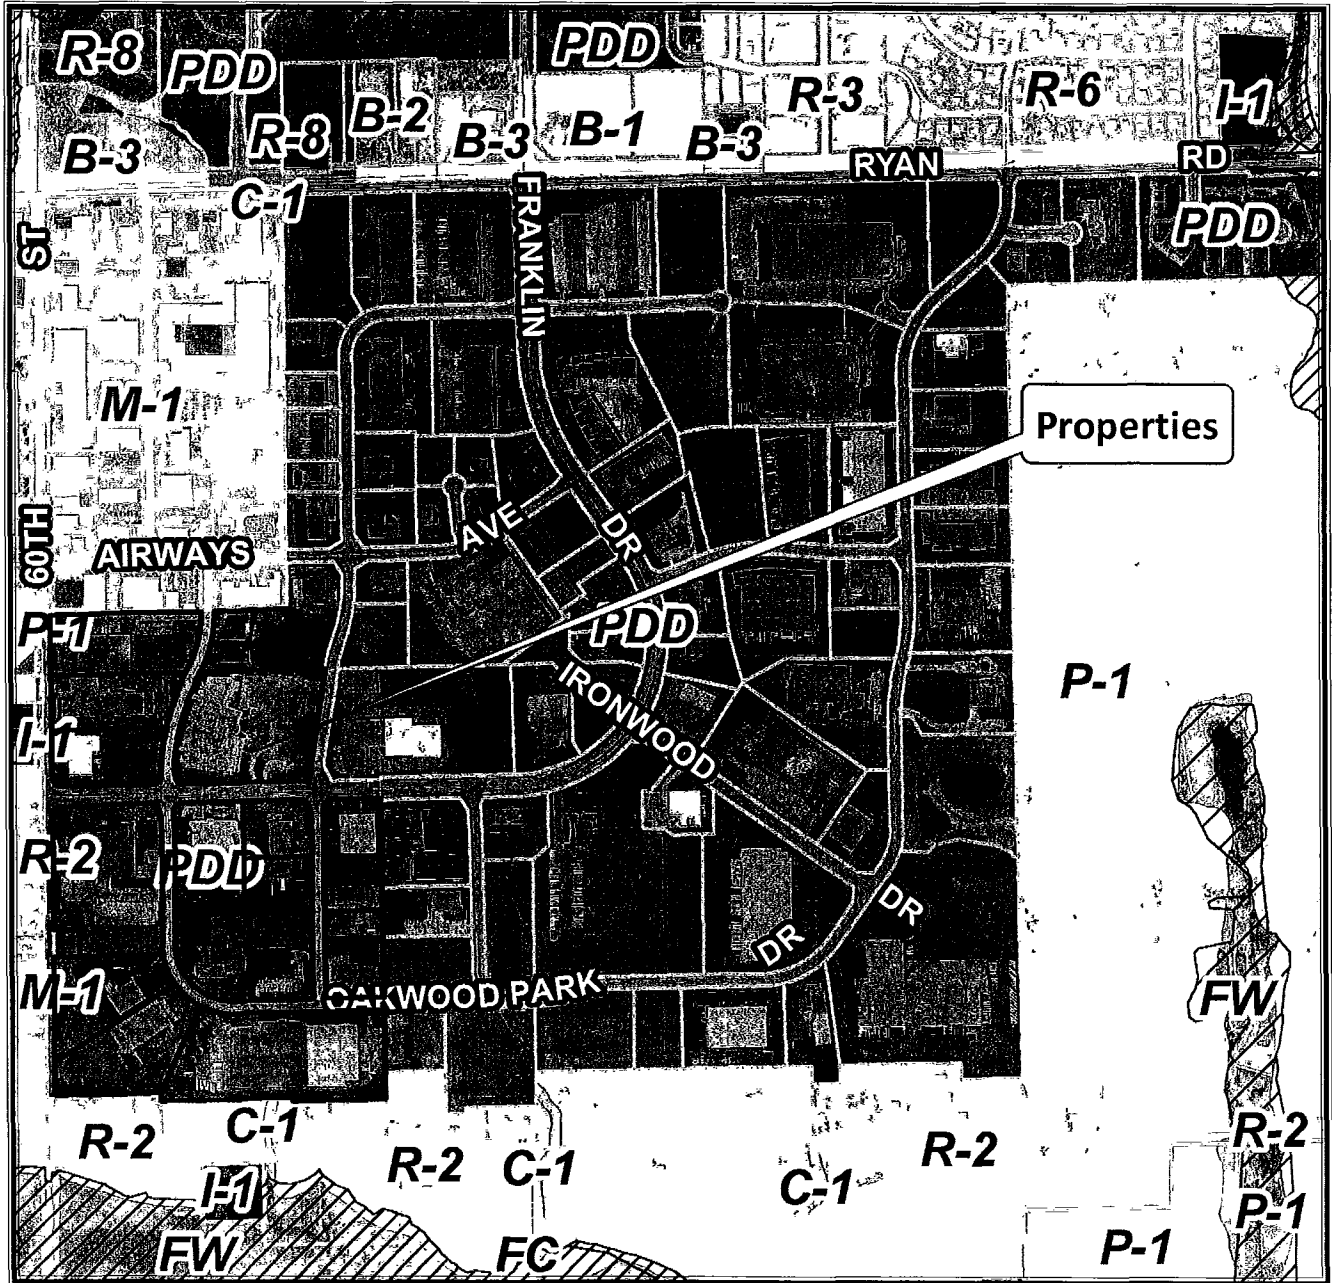 R-8
PDD
PDD
B-2
B-3
B-1
B-3
R-3
R-6
I-1
B-3
R-8
RYAN
RD
C-1
FRANKLIN
PDD
ST
M-1
Properties
60TH
AIRWAYS
AVE
DR
P-1
PDD
IRONWOOD
P-1
I-1
R-2
PDD
DR
DR
M-1
OAKWOOD PARK
FW
R-2
C-1
R-2
C-1
C-1
R-2
R-2
I-1
P-1
FW
FC
P-1